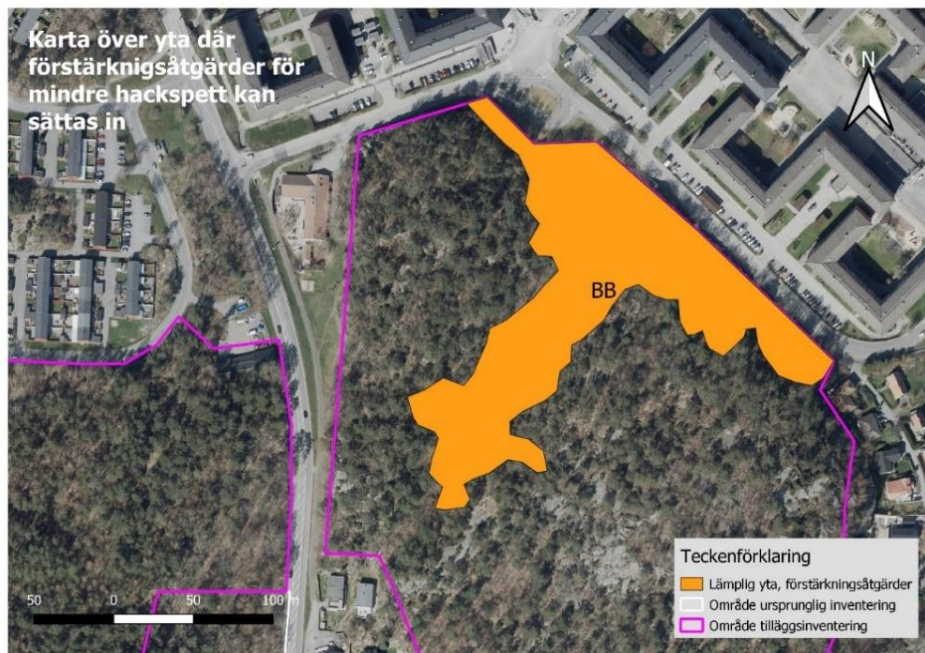 Karta över yta där
förstärknigsåtgärder för
mindre hackspett kan
sättas in
N
BB
Teckenförklaring
Lämplig yta, förstärkningsåtgärder
Område ursprunglig inventering
Område tilläggsinventering
50 0 50 100 m